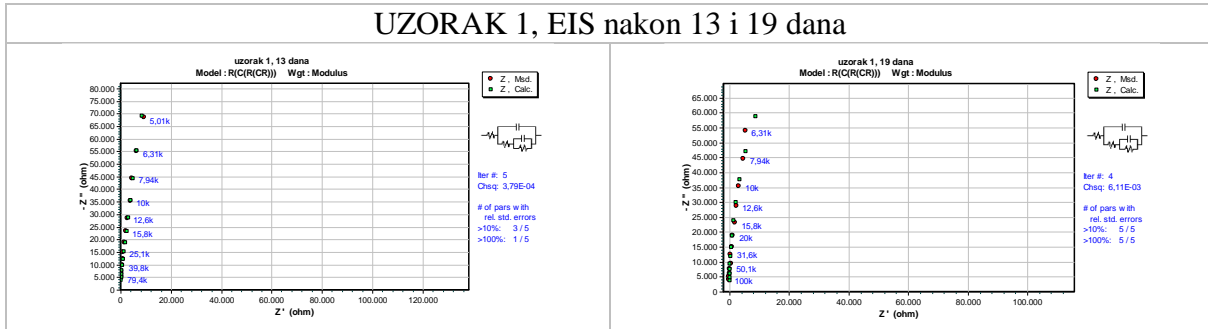 UZORAK 1, EIS nakon 13 i 19 dana
uzorak 1, 13 dana
Model : R(C(R(CR))) Wgt : Modulus
80.000
75.000
70.000
65.000
60.000
55.000
50.000
45.000
40.000
35.000
30.000
25.000
20.000
15.000
10.000
5.000
0
- Z '' (ohm)
5,01k
6,31k
7,94k
10k
12,6k
15,8k
25,1k
39,8k
79,4k
0
20.000
40.000
60.000
80.000
100.000
120.000
Z ' (ohm)
Z , Msd.
Z , Calc.
Iter #: 5
Chsq: 3,79E-04
# of pars with
rel. std. errors
>10%: 3 / 5
>100%: 1 / 5
uzorak 1, 19 dana
Model : R(C(R(CR))) Wgt : Modulus
65.000
60.000
55.000
50.000
45.000
40.000
35.000
30.000
25.000
20.000
15.000
10.000
5.000
0
- Z '' (ohm)
6,31k
7,94k
10k
12,6k
15,8k
20k
31,6k
50,1k
100k
0
20.000
40.000
60.000
80.000
100.000
Z ' (ohm)
Z , Msd.
Z , Calc.
Iter #: 4
Chsq: 6,11E-03
# of pars with
rel. std. errors
>10%: 5 / 5
>100%: 5 / 5